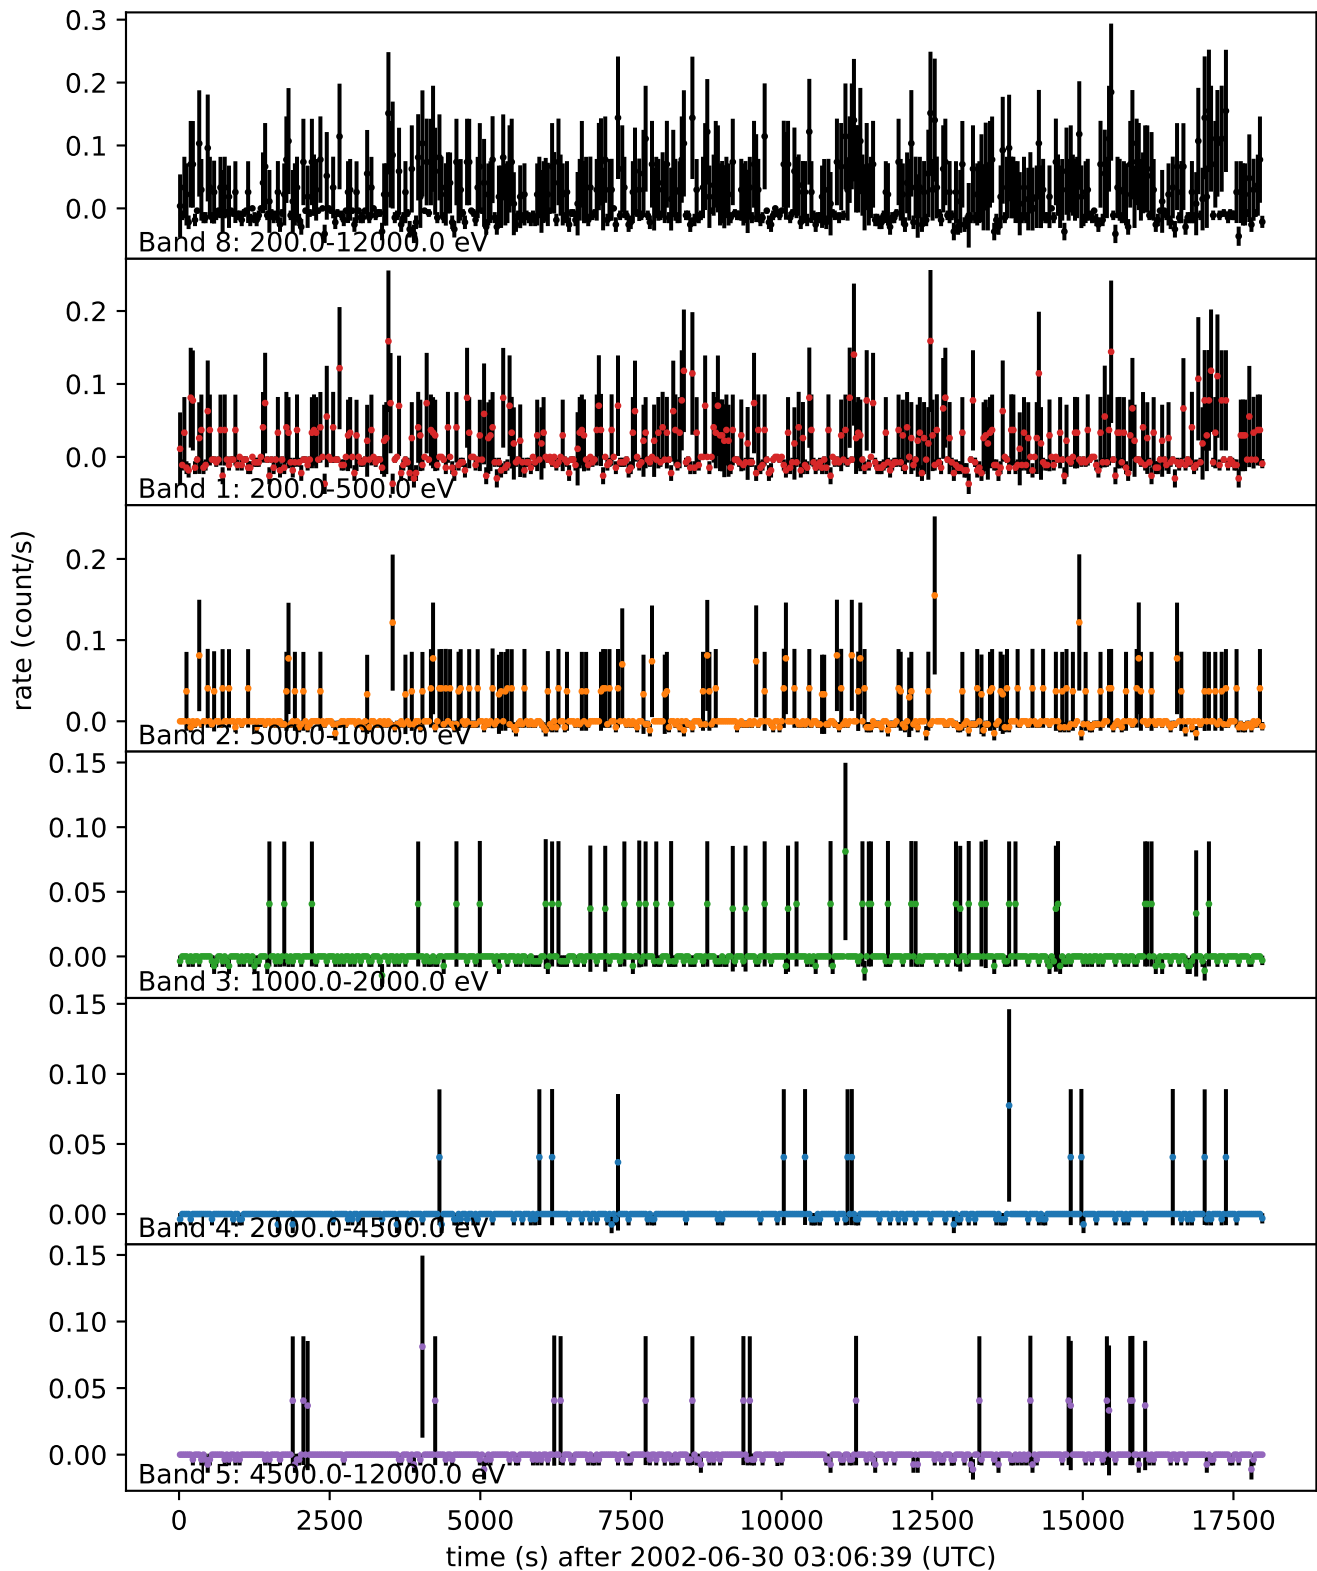 0.3
0.2
0.1
0.0
Band 8: 200.0-12000.0 eV
0.2
0.1
0.0
Band 1: 200.0-500.0 eV
rate (count/s)
0.2
0.1
0.0
Band 2: 500.0-1000.0 eV
0.15
0.10
0.05
0.00
Band 3: 1000.0-2000.0 eV
0.15
0.10
0.05
0.00
Band 4: 2000.0-4500.0 eV
0.15
0.10
0.05
0.00
Band 5: 4500.0-12000.0 eV
0 2500 5000 7500 10000 12500 15000 17500
time (s) after 2002-06-30 03:06:39 (UTC)